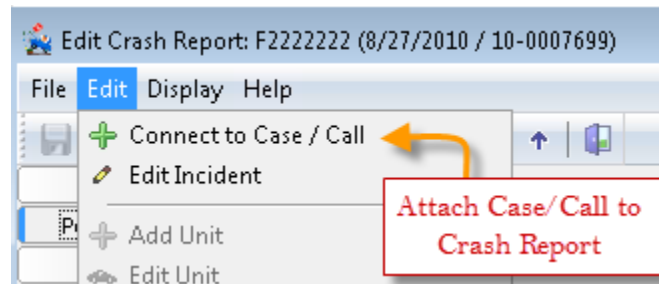 Edit Crash Report: F2222222 (8/27/2010 / 10-0007699)
File Edit Display Help
Connect to Case / Call
Edit Incident
Attach Case/Call to
Crash Report
Add Unit
Edit Unit